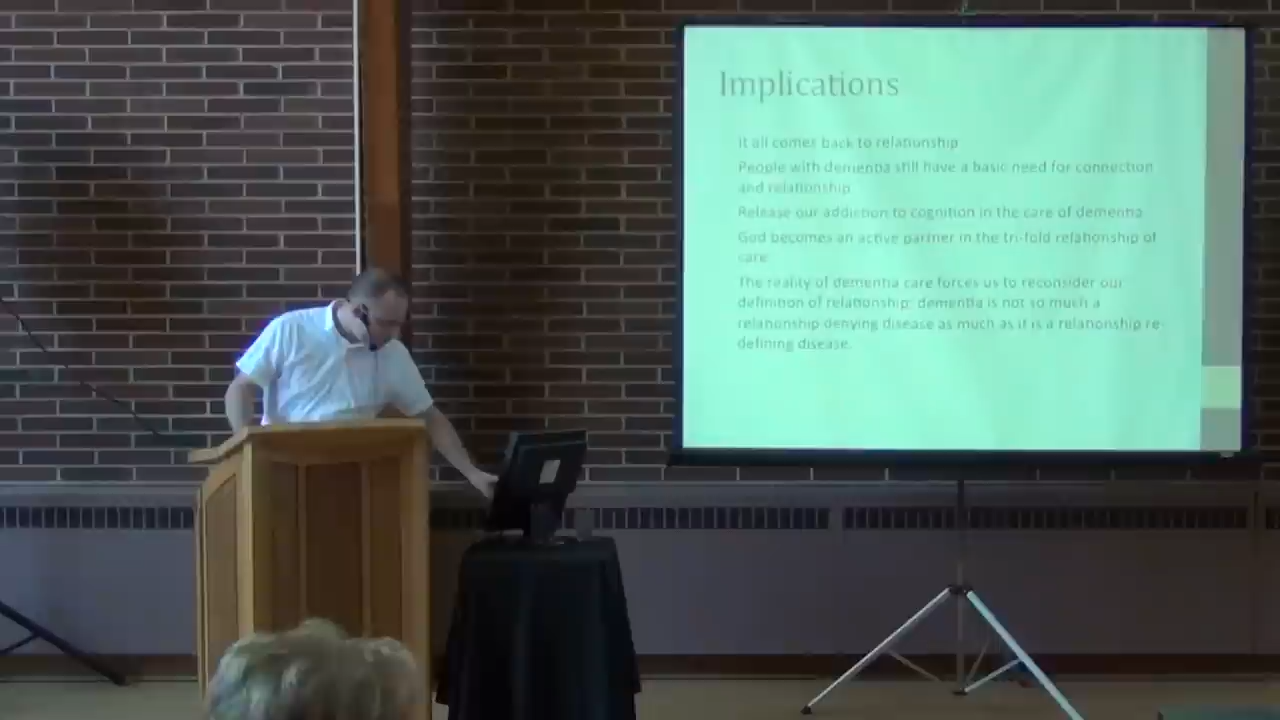 Implications
It all comes back to relationship
People with dementia still have a basic need for connection
and relationship
Release our addiction to cognition in the care of dementia
God becomes an active partner in the tri-fold relationship of
care
The reality of dementia care forces us to reconsider our
definition of relationship: dementia is not so much a
relationship denying disease as much as it is a relationship re-
defining disease.